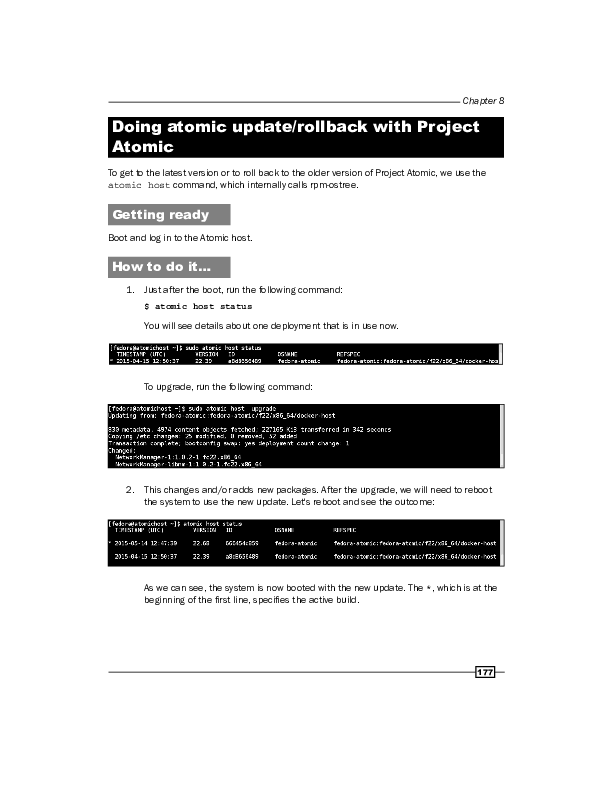 Chapter 8
Doing atomic update/rollback with Project
Atomic
To get to the latest version or to roll back to the older version of Project Atomic, we use the
atomic host command, which internally calls rpm-ostree.
Getting ready
Boot and log in to the Atomic host.
How to do it...
1. Just after the boot, run the following command:
$ atomic host status
You will see details about one deployment that is in use now.
[fedora@atomichost ~]$ sudo atomic host status
TIMESTAMP (UTC) VERSION ID OSNAME REFSPEC
* 2015-04-15 12:50:37 22.39 a8d8656489 fedora-atomic fedora-atomic:fedora-atomic/f22/x86_64/docker-hos
To upgrade, run the following command:
[fedora@atomichost ~]$ sudo atomic host upgrade
Updating from: fedora-atomic:fedora-atomic/f22/x86_64/docker-host
830 metadata, 4974 content objects fetched; 227165 KiB transferred in 342 seconds
Copying /etc changes: 25 modified, 0 removed, 52 added
Transaction complete; bootconfig swap: yes deployment count change: 1
Changed:
NetworkManager-1:1.0.2-1.fc22.x86_64
NetworkManager-libnm-1:1.0.2-1.fc22.x86_64
2. This changes and/or adds new packages. After the upgrade, we will need to reboot
the system to use the new update. Let's reboot and see the outcome:
[fedora@atomichost ~]$ atomic host status
TIMESTAMP (UTC) VERSION ID OSNAME REFSPEC
* 2015-05-14 12:47:39 fedora-atomic fedora-atomic:fedora-atomic/f22/x86_64/docker-host
2015-04-15 12:50:37 22.39 a8d8656489 fedora-atomic fedora-atomic:fedora-atomic/f22/x86_64/docker-host
As we can see, the system is now booted with the new update. The *, which is at the
beginning of the first line, specifies the active build.
177